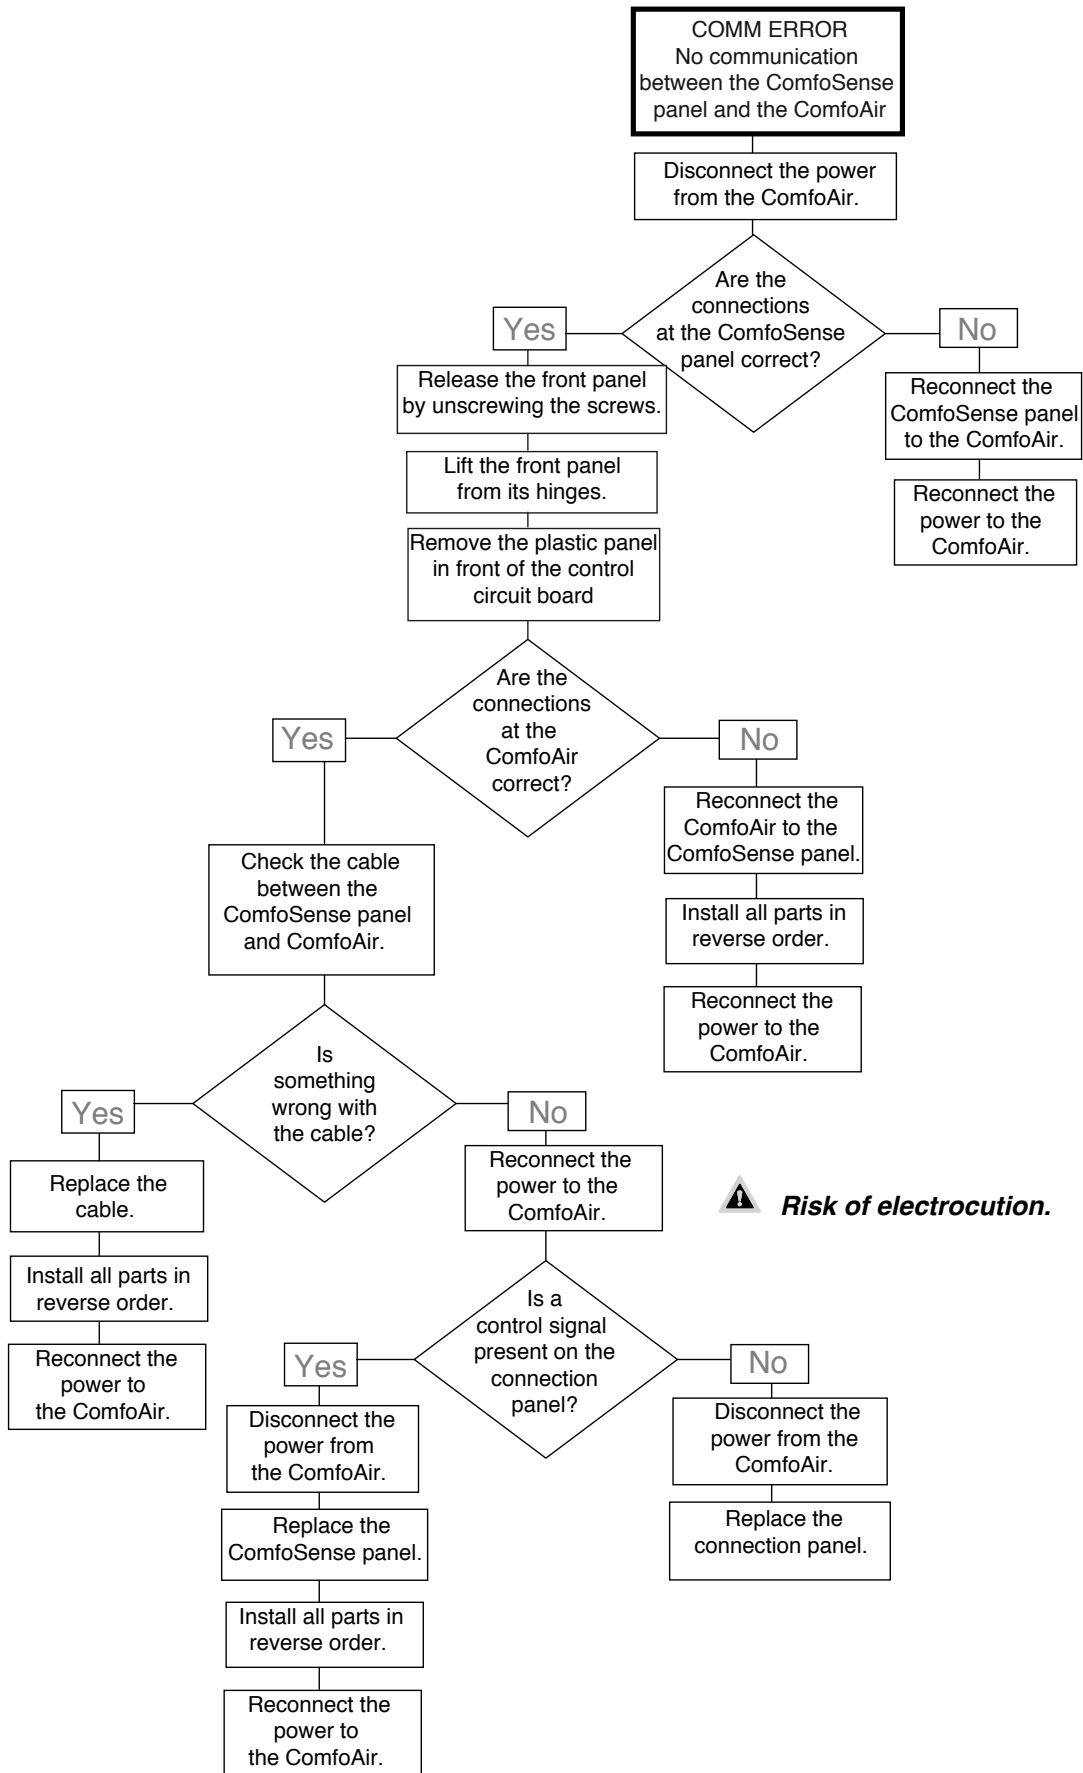 COMM ERROR
No communication
between the ComfoSense
panel and the ComfoAir
Disconnect the power
from the ComfoAir.
Are the
connections
at the ComfoSense
panel correct?
Yes
No
Release the front panel
by unscrewing the screws.
Reconnect the
ComfoSense panel
to the ComfoAir.
Lift the front panel
from its hinges.
Reconnect the
power to the
ComfoAir.
Remove the plastic panel
in front of the control
circuit board
Are the
connections
at the
ComfoAir
correct?
Yes
No
Reconnect the
ComfoAir to the
ComfoSense panel.
Check the cable
between the
ComfoSense panel
and ComfoAir.
Install all parts in
reverse order.
Reconnect the
power to the
ComfoAir.
Is
something
wrong with
the cable?
Yes
No
Replace the
cable.
Reconnect the
power to the
ComfoAir.
Risk of electrocution.
Install all parts in
reverse order.
Reconnect the
power to
the ComfoAir.
Is a
control signal
present on the
connection
panel?
Yes
No
Disconnect the
power from
the ComfoAir.
Disconnect the
power from the
ComfoAir.
Replace the
ComfoSense panel.
Replace the
connection panel.
Install all parts in
reverse order.
Reconnect the
power to
the ComfoAir.